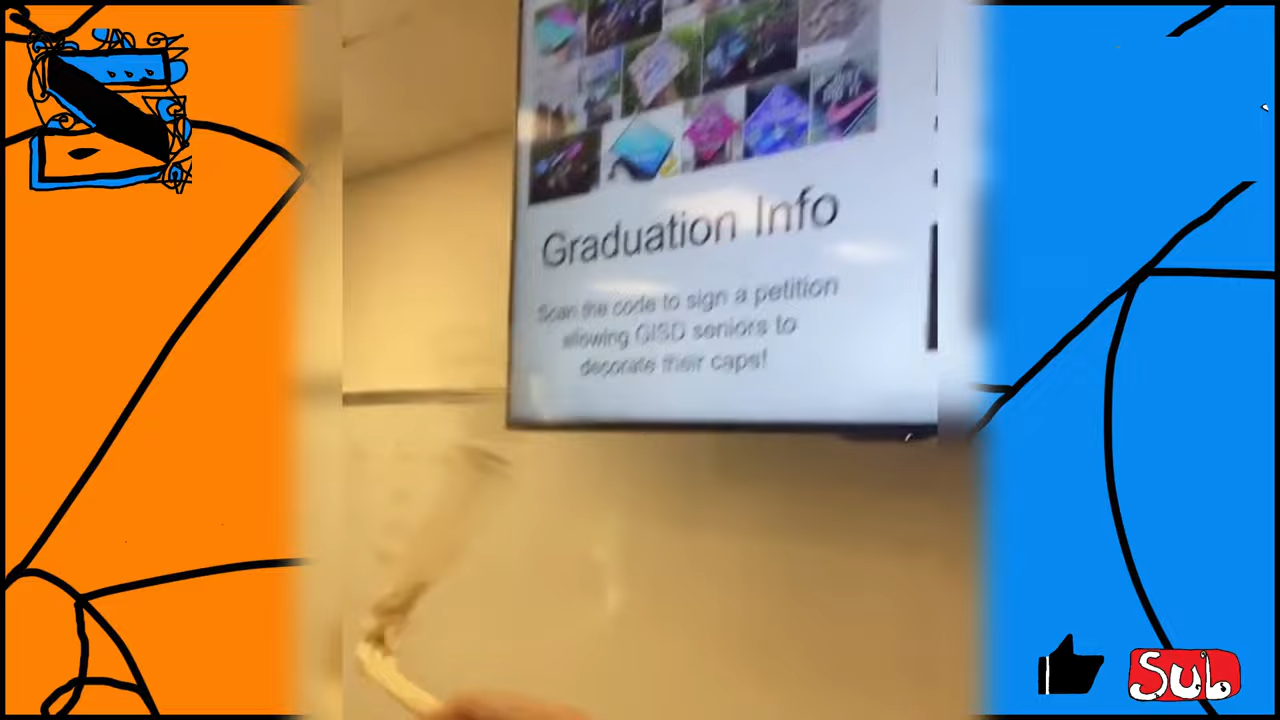 Graduation Info
Scan the code to sign a petition
allowing GISD seniors to
decorate their caps!
Sub